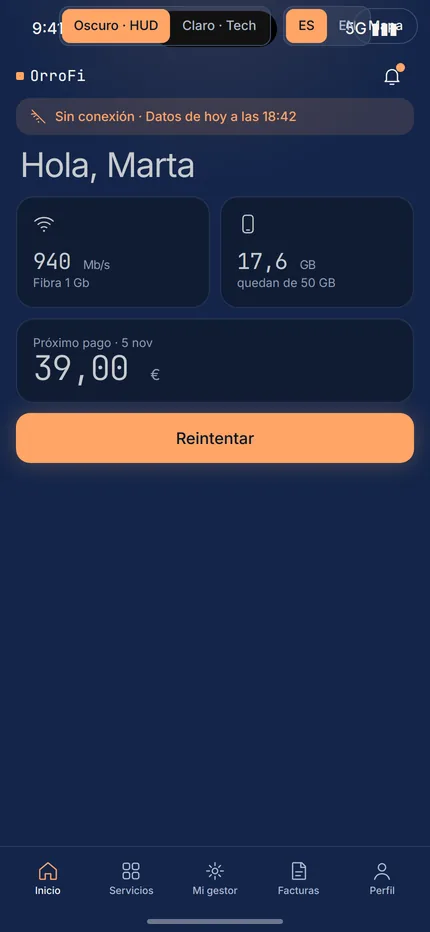 9:41
Oscuro · HUD
Claro · Tech
ES
EN
5G
Mapa
OrroFi
Sin conexión · Datos de hoy a las 18:42
Hola, Marta
940 Mb/s
Fibra 1 Gb
17,6 GB
quedan de 50 GB
Próximo pago · 5 nov
39,00 €
Reintentar
Inicio
Servicios
Mi gestor
Facturas
Perfil